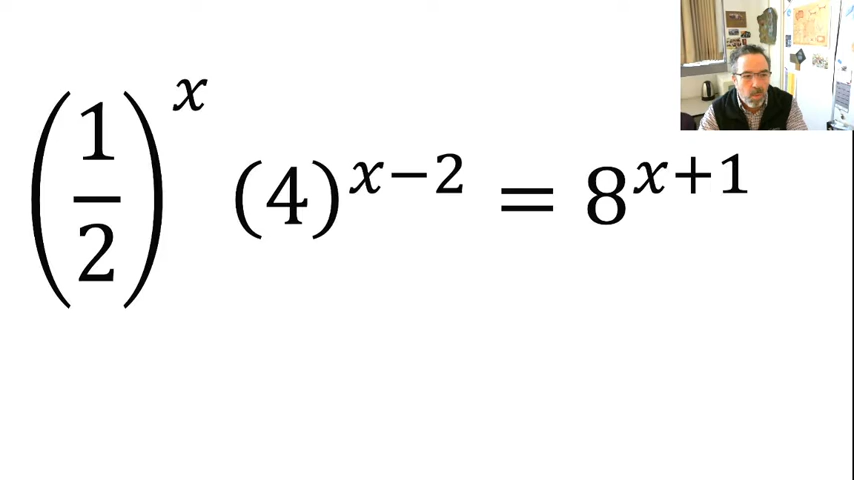 (1/2)^x (4)^{x-2} = 8^{x+1}